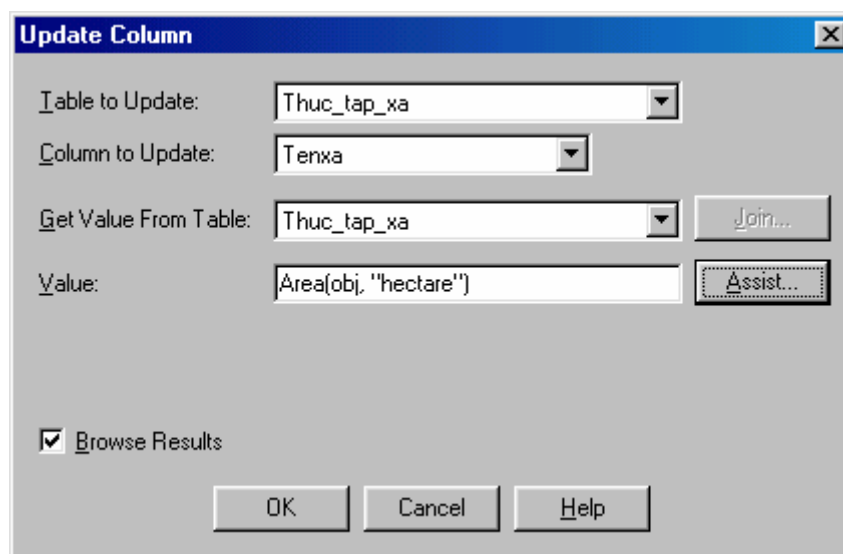 Update Column
Table to Update: Thuc_tap_xa
Column to Update: Tenxa
Get Value From Table: Thuc_tap_xa Join...
Value: Area(obj, "hectare") Assist...
Browse Results
OK Cancel Help